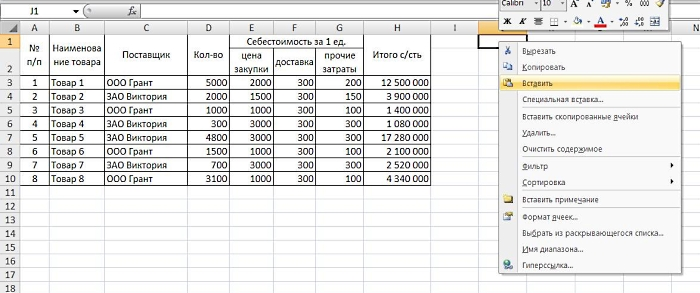 J1 fx
Calibri 10
Ж К
A B C D E F G H I
1 № п/п Наименование товара Поставщик Кол-во Себестоимость за 1 ед. Итого с/сть
2 цена закупки доставка прочие затраты
3 1 Товар 1 ООО Грант 5000 2000 300 200 12 500 000
4 2 Товар 2 ЗАО Виктория 2000 1500 300 150 3 900 000
5 3 Товар 3 ООО Грант 1000 1000 300 100 1 400 000
6 4 Товар 4 ЗАО Виктория 300 3000 300 300 1 080 000
7 5 Товар 5 ЗАО Виктория 4800 3000 300 300 17 280 000
8 6 Товар 6 ООО Грант 1500 1000 300 100 2 100 000
9 7 Товар 7 ЗАО Виктория 700 3000 300 300 2 520 000
10 8 Товар 8 ООО Грант 3100 1000 300 100 4 340 000
11
12
13
14
15
16
17
18
Вырезать
Копировать
Вставить
Специальная вставка...
Вставить скопированные ячейки
Удалить...
Очистить содержимое
Фильтр
Сортировка
Вставить примечание
Формат ячеек...
Выбрать из раскрывающегося списка...
Имя диапазона...
Гиперссылка...